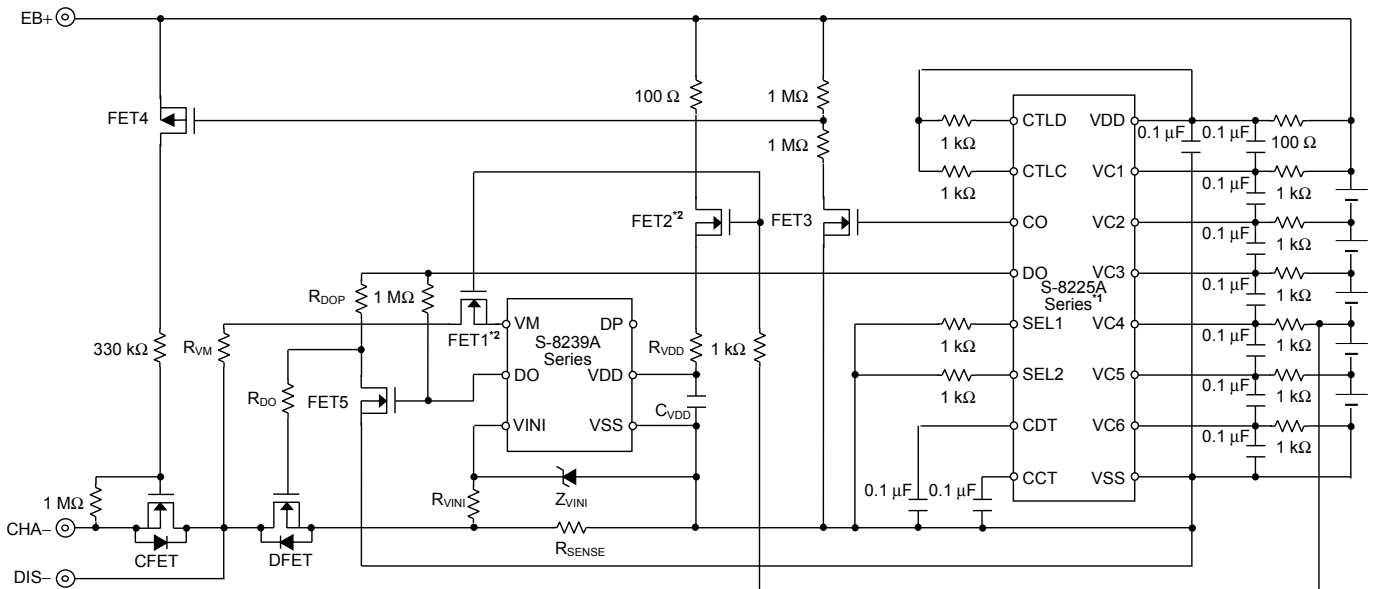 EB+
FET4
100 Ω
1 MΩ
1 MΩ
FET2*2
FET3
CTLD
CTLC
CO
DO
SEL1
SEL2
CDT
CCT
S-8225A
Series*1
VDD
VC1
VC2
VC3
VC4
VC5
VC6
VSS
1 kΩ
1 kΩ
1 kΩ
1 kΩ
0.1 μF
0.1 μF
0.1 μF
0.1 μF
0.1 μF
0.1 μF
0.1 μF
0.1 μF
0.1 μF
0.1 μF
100 Ω
1 kΩ
1 kΩ
1 kΩ
1 kΩ
1 kΩ
1 kΩ
RDOP
1 MΩ
FET1*2
VM
DP
S-8239A
Series
DO
VDD
VINI
VSS
RVDD
1 kΩ
CVDD
330 kΩ
RVM
RDO
FET5
RVINI
ZVINI
RSENSE
1 MΩ
CHA−
CFET
DFET
DIS−